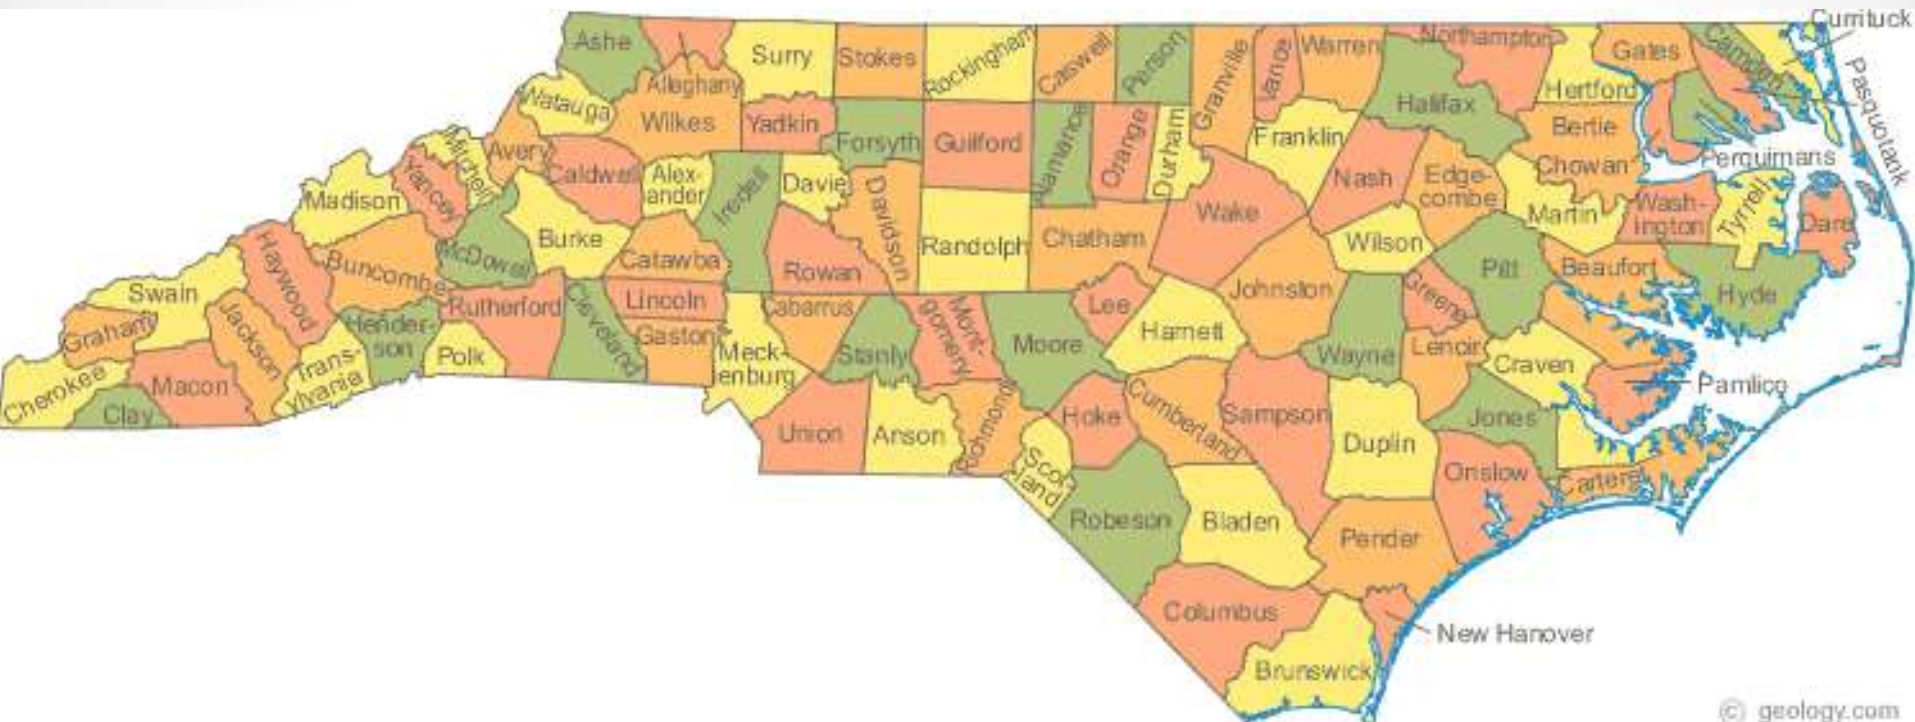 Currituck
Ashe
Surry
Stokes
Rockingham
Caswell
Person
Granville
Vance
Warren
Northampton
Gates
Camden
Pasquotank
Alleghany
Watauga
Wilkes
Yadkin
Forsyth
Guilford
Alamance
Orange
Durham
Franklin
Halifax
Hertford
Bertie
Chowan
Perquimans
Mitchell
Avery
Caldwell
Alex-
ander
Iredell
Davie
Davidson
Nash
Edge-
combe
Madison
Yancey
McDowell
Burke
Catawba
Rowan
Randolph
Chatham
Wake
Wilson
Martin
Wash-
ington
Tyrrell
Dare
Swain
Haywood
Buncombe
Rutherford
Cleveland
Lincoln
Cabarrus
Mont-
gomery
Lee
Johnston
Greene
Pitt
Beaufort
Hyde
Graham
Jackson
Hender-
son
Polk
Gaston
Meck-
lenburg
Stanly
Moore
Harnett
Wayne
Lenoir
Craven
Pamlico
Cherokee
Clay
Macon
Trans-
ylvania
Union
Anson
Richmond
Hoke
Cumberland
Sampson
Duplin
Jones
Scot-
land
Onslow
Carteret
Robeson
Bladen
Pender
Columbus
New Hanover
Brunswick
© geology.com